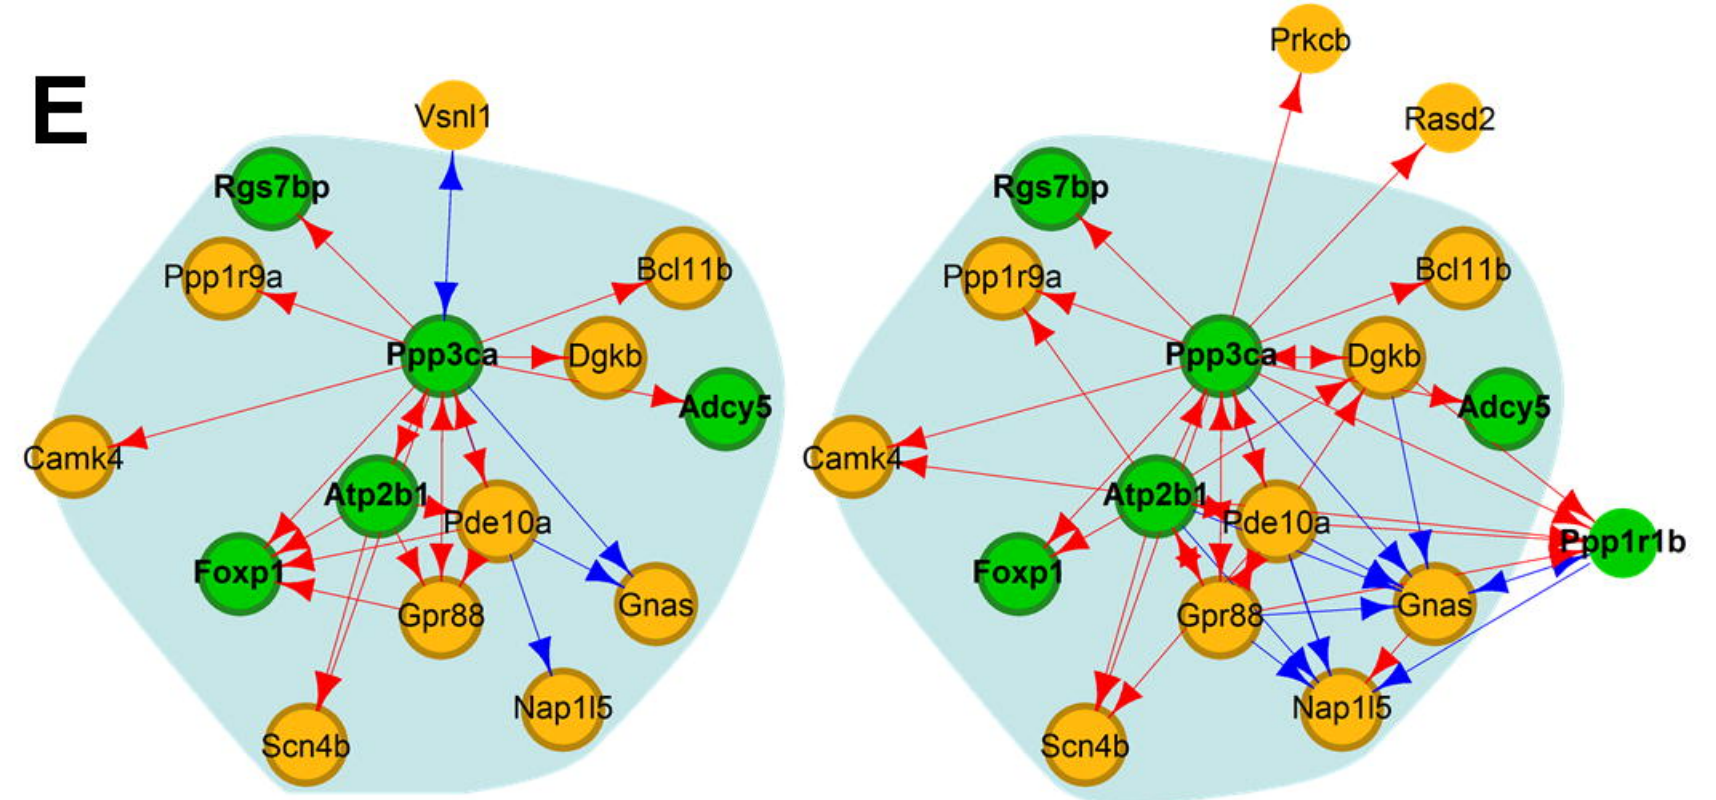 E
Vsnl1
Rgs7bp
Ppp1r9a
Bcl11b
Ppp3ca
Dgkb
Adcy5
Camk4
Atp2b1
Pde10a
Foxp1
Gpr88
Gnas
Nap1l5
Scn4b
Prkcb
Rasd2
Rgs7bp
Ppp1r9a
Bcl11b
Ppp3ca
Dgkb
Adcy5
Camk4
Atp2b1
Pde10a
Ppp1r1b
Foxp1
Gpr88
Gnas
Nap1l5
Scn4b